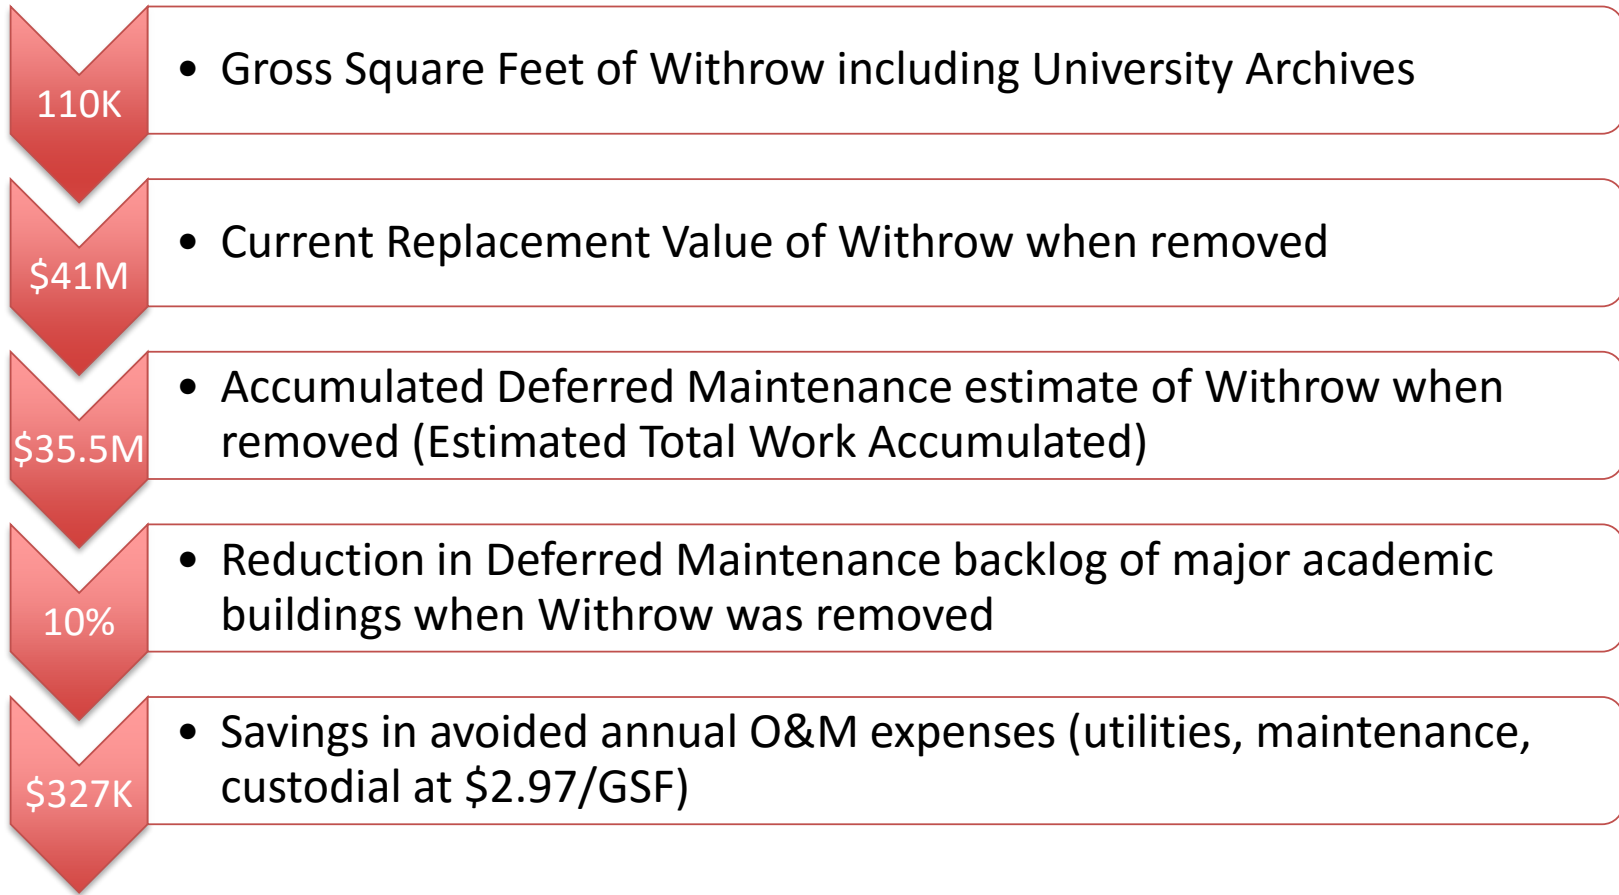 110K
• Gross Square Feet of Withrow including University Archives
$41M
• Current Replacement Value of Withrow when removed
$35.5M
• Accumulated Deferred Maintenance estimate of Withrow when
removed (Estimated Total Work Accumulated)
10%
• Reduction in Deferred Maintenance backlog of major academic
buildings when Withrow was removed
$327K
• Savings in avoided annual O&M expenses (utilities, maintenance,
custodial at $2.97/GSF)